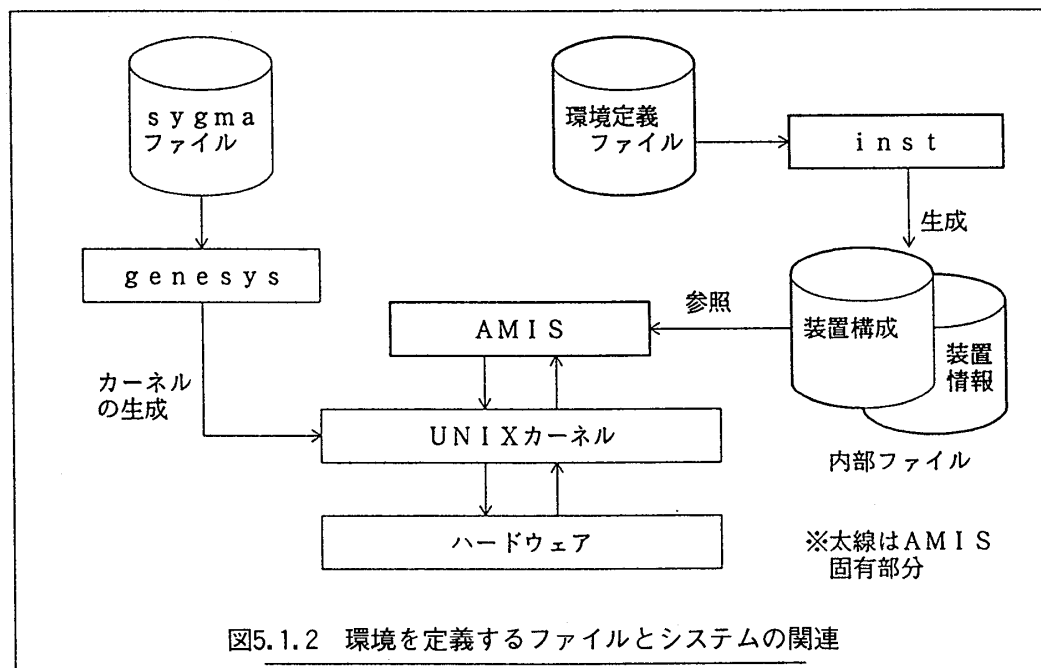 ｓｙｇｍａ
ファイル
環境定義
ファイル
ｉｎｓｔ
生成
ｇｅｎｅｓｙｓ
参照
ＡＭＩＳ
装置構成
装置
情報
カーネル
の生成
ＵＮＩＸカーネル
内部ファイル
ハードウェア
※太線はＡＭＩＳ
固有部分
図5.1.2　環境を定義するファイルとシステムの関連